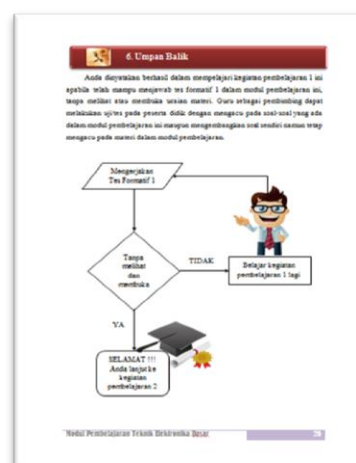 6. Umpan Balik
Anda dinyatakan berhasil dalam mempelajari kegiatan pembelajaran 1 ini
apabila telah mampu menjawab tes formatif 1 dalam modul pembelajaran ini,
tanpa melihat atau membuka uraian materi. Guru sebagai pembimbing dapat
melakukan uji/tes pada peserta didik dengan mengacu pada soal-soal yang ada
dalam modul pembelajaran ini maupun mengembangkan soal sendiri namun tetap
mengacu pada materi dalam modul pembelajaran.
Mengerjakan
Tes Formatif 1
Tanpa
melihat
dan
membuka
TIDAK
Belajar kegiatan
pembelajaran 1 lagi
YA
SELAMAT !!!
Anda lanjut ke
kegiatan
pembelajaran 2
Modul Pembelajaran Teknik Elektronika Dasar